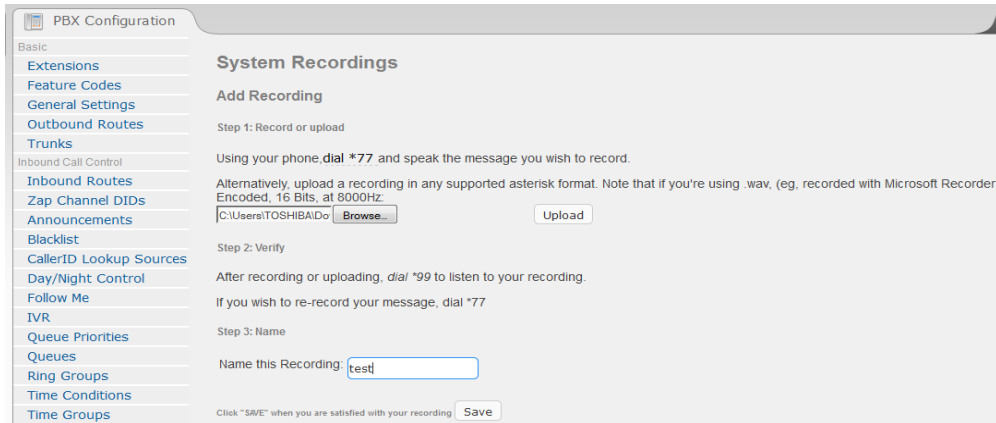 PBX Configuration
Basic
Extensions
Feature Codes
General Settings
Outbound Routes
Trunks
Inbound Call Control
Inbound Routes
Zap Channel DIDs
Announcements
Blacklist
CallerID Lookup Sources
Day/Night Control
Follow Me
IVR
Queue Priorities
Queues
Ring Groups
Time Conditions
Time Groups
System Recordings
Add Recording
Step 1: Record or upload
Using your phone,dial *77 and speak the message you wish to record.
Alternatively, upload a recording in any supported asterisk format. Note that if you're using .wav, (eg, recorded with Microsoft Recorder
Encoded, 16 Bits, at 8000Hz:
C:\Users\TOSHIBA\Do Browse... Upload
Step 2: Verify
After recording or uploading, dial *99 to listen to your recording.
If you wish to re-record your message, dial *77
Step 3: Name
Name this Recording: test
Click "SAVE" when you are satisfied with your recording Save